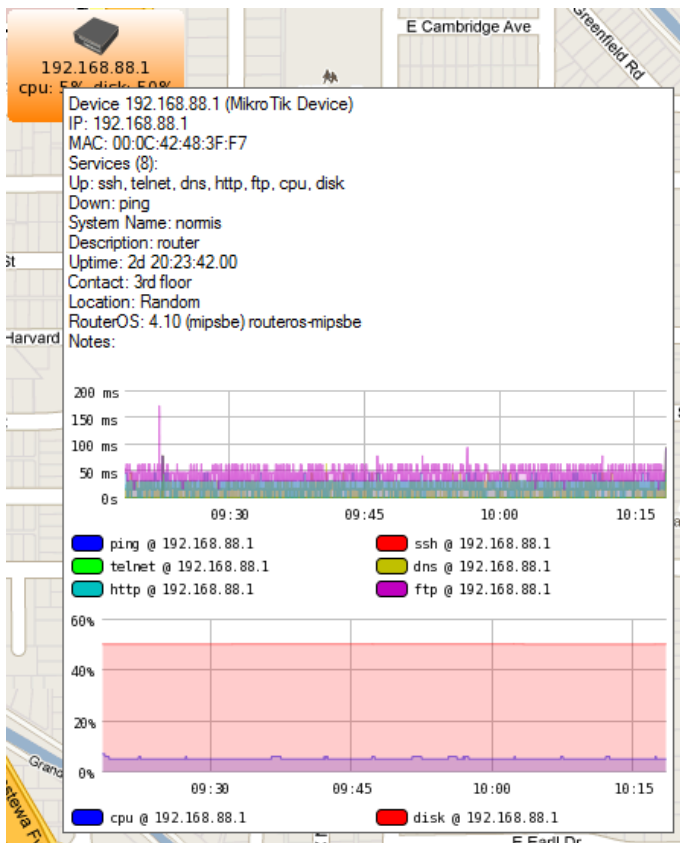 E Cambridge Ave
Greenfield Rd
192.168.88.1
cpu: 5% disk: 50%
Device 192.168.88.1 (MikroTik Device)
IP: 192.168.88.1
MAC: 00:0C:42:48:3F:F7
Services (8):
Up: ssh, telnet, dns, http, ftp, cpu, disk
Down: ping
System Name: normis
Description: router
Uptime: 2d 20:23:42.00
Contact: 3rd floor
Location: Random
RouterOS: 4.10 (mipsbe) routeros-mipsbe
Notes:
St
Harvard
200 ms
150 ms
100 ms
50 ms
0s
09:30 09:45 10:00 10:15
ping @ 192.168.88.1 ssh @ 192.168.88.1
telnet @ 192.168.88.1 dns @ 192.168.88.1
http @ 192.168.88.1 ftp @ 192.168.88.1
60%
40%
20%
0%
09:30 09:45 10:00 10:15
cpu @ 192.168.88.1 disk @ 192.168.88.1
Grand
E Earll Dr